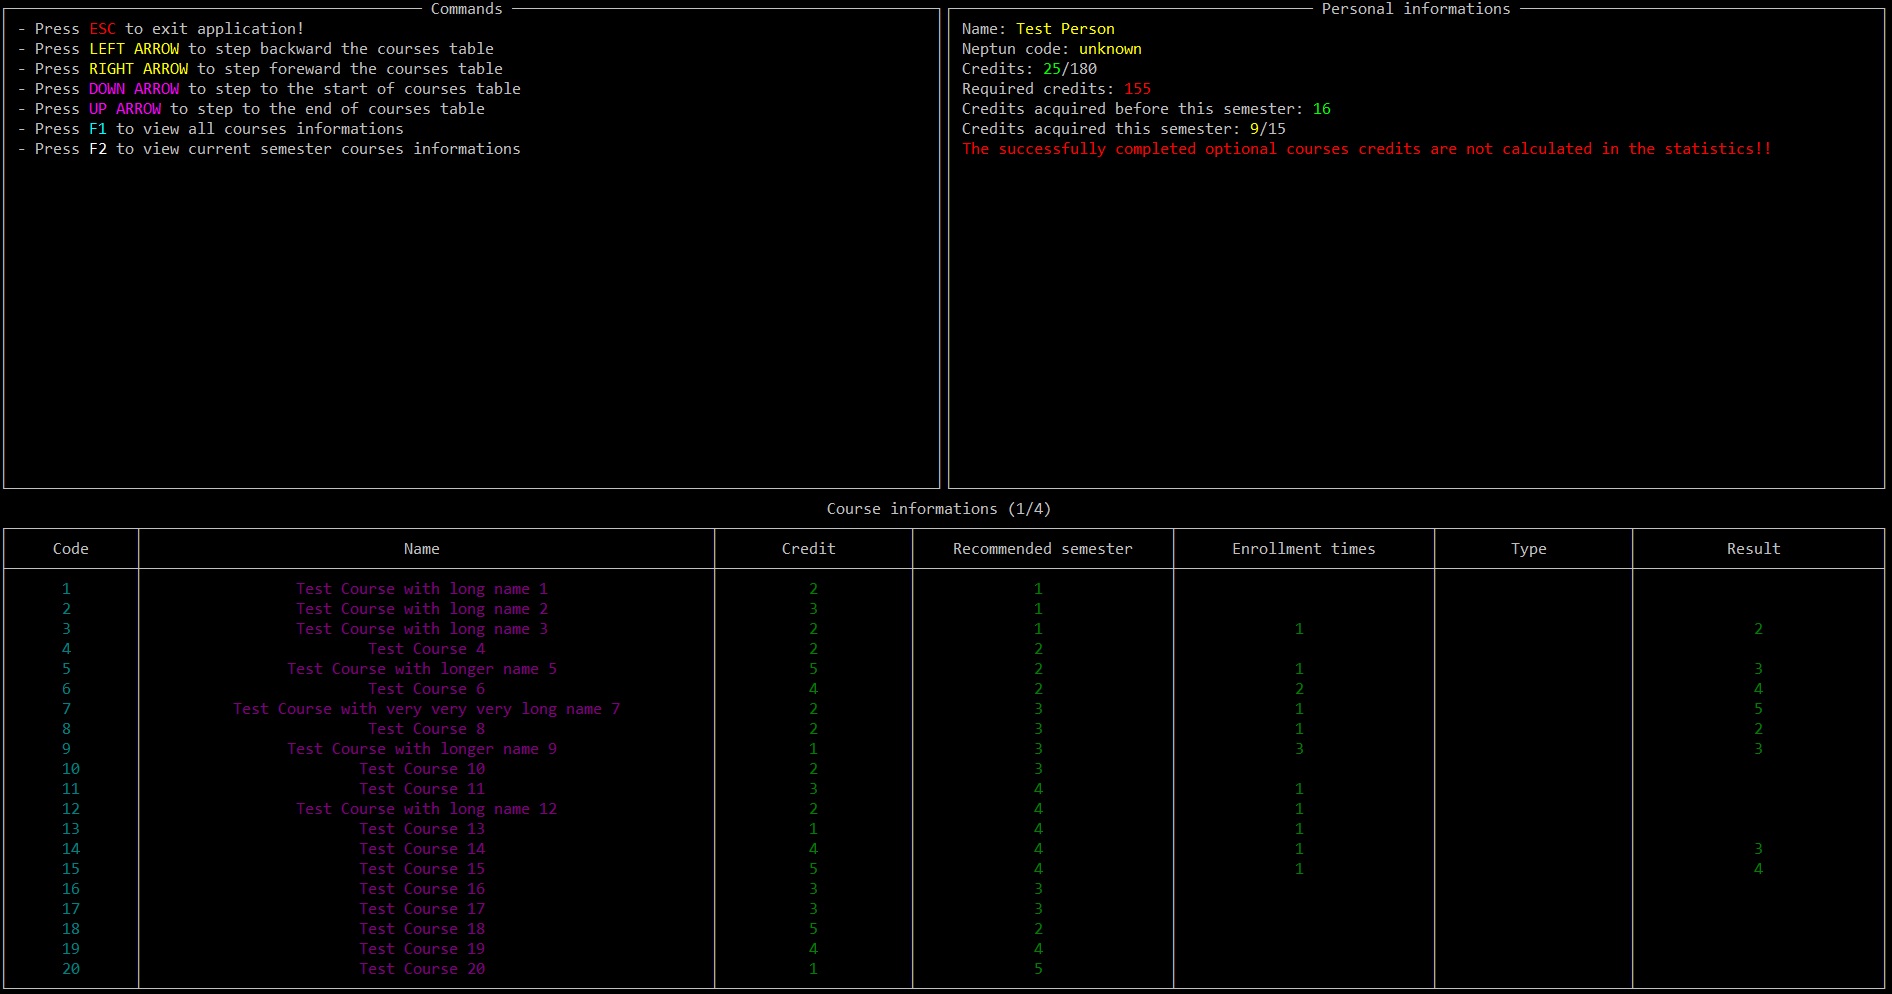 Commands
- Press ESC to exit application!
- Press LEFT ARROW to step backward the courses table
- Press RIGHT ARROW to step foreward the courses table
- Press DOWN ARROW to step to the start of courses table
- Press UP ARROW to step to the end of courses table
- Press F1 to view all courses informations
- Press F2 to view current semester courses informations
Personal informations
Name: Test Person
Neptun code: unknown
Credits: 25/180
Required credits: 155
Credits acquired before this semester: 16
Credits acquired this semester: 9/15
The successfully completed optional courses credits are not calculated in the statistics!!
Course informations (1/4)
Code Name Credit Recommended semester Enrollment times Type Result
1 Test Course with long name 1 2 1
2 Test Course with long name 2 3 1
3 Test Course with long name 3 2 1 1 2
4 Test Course 4 2 2
5 Test Course with longer name 5 5 2 1 3
6 Test Course 6 4 2 2 4
7 Test Course with very very very long name 7 2 3 1 5
8 Test Course 8 2 3 1 2
9 Test Course with longer name 9 1 3 3 3
10 Test Course 10 2 3
11 Test Course 11 3 4 1
12 Test Course with long name 12 2 4 1
13 Test Course 13 1 4 1
14 Test Course 14 4 4 1 3
15 Test Course 15 5 4 1 4
16 Test Course 16 3 3
17 Test Course 17 3 3
18 Test Course 18 5 2
19 Test Course 19 4 4
20 Test Course 20 1 5